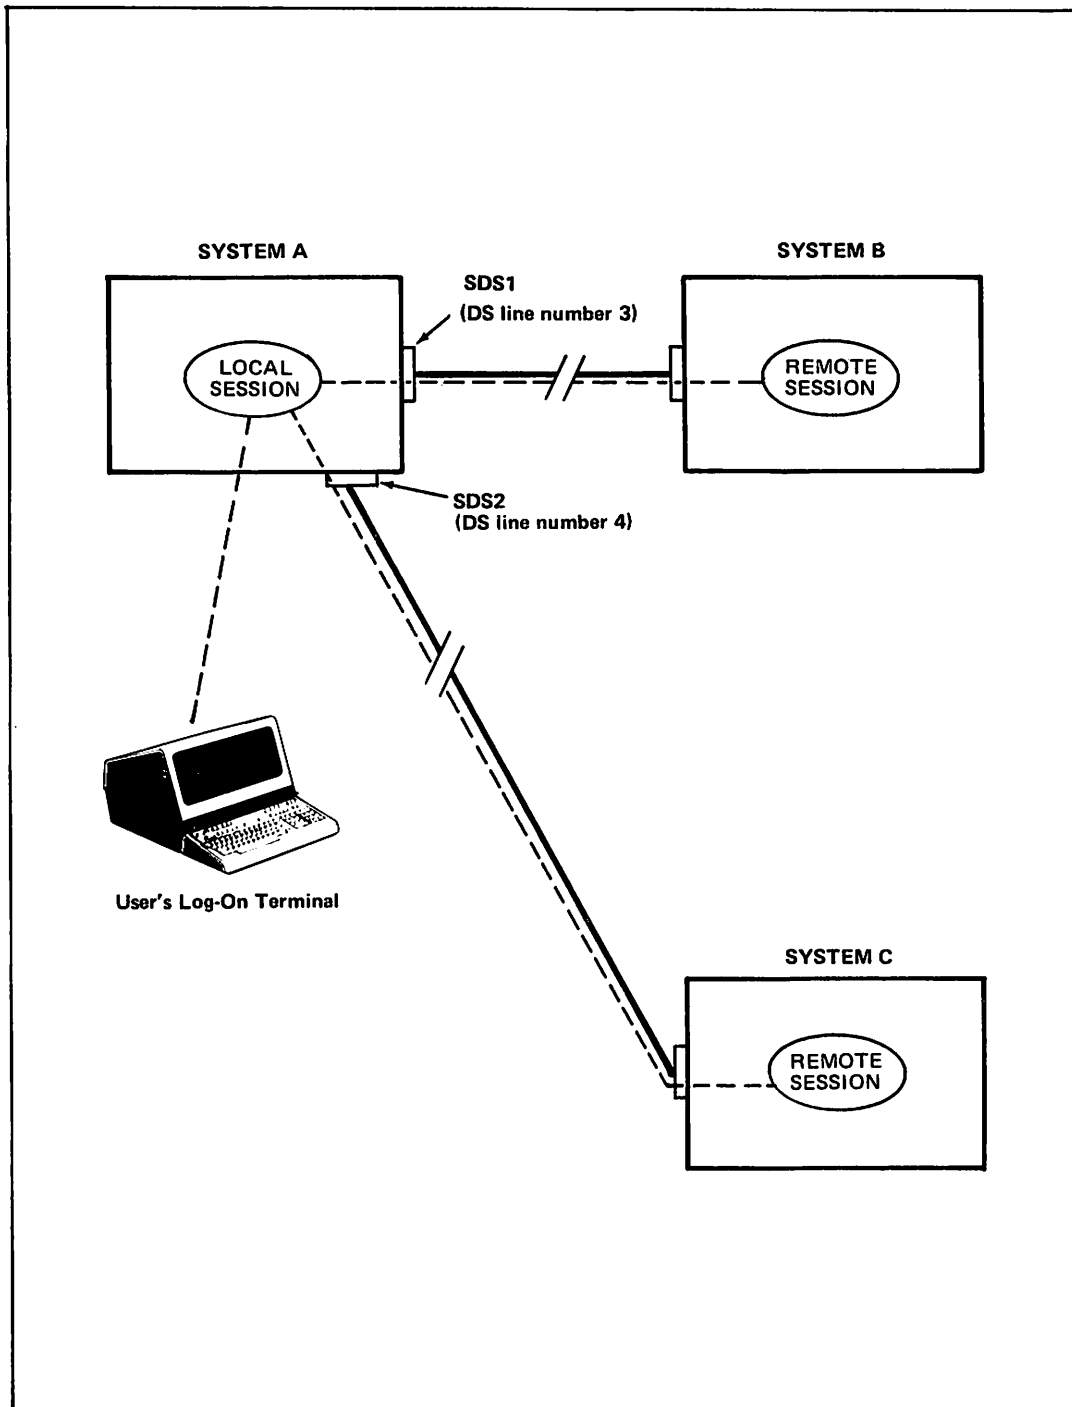 SYSTEM A
SYSTEM B
SDS1
(DS line number 3)
LOCAL
SESSION
REMOTE
SESSION
SDS2
(DS line number 4)
User's Log-On Terminal
SYSTEM C
REMOTE
SESSION